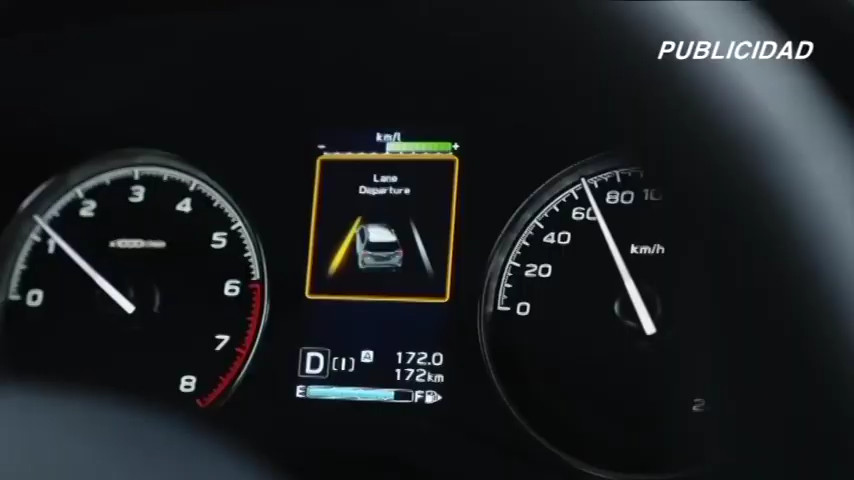 PUBLICIDAD
km/l
- +
Lane
Departure
0 1 2 3 4 5 6 7 8
0 20 40 60 80
km/h
D [1] A 172.0
172km
E F